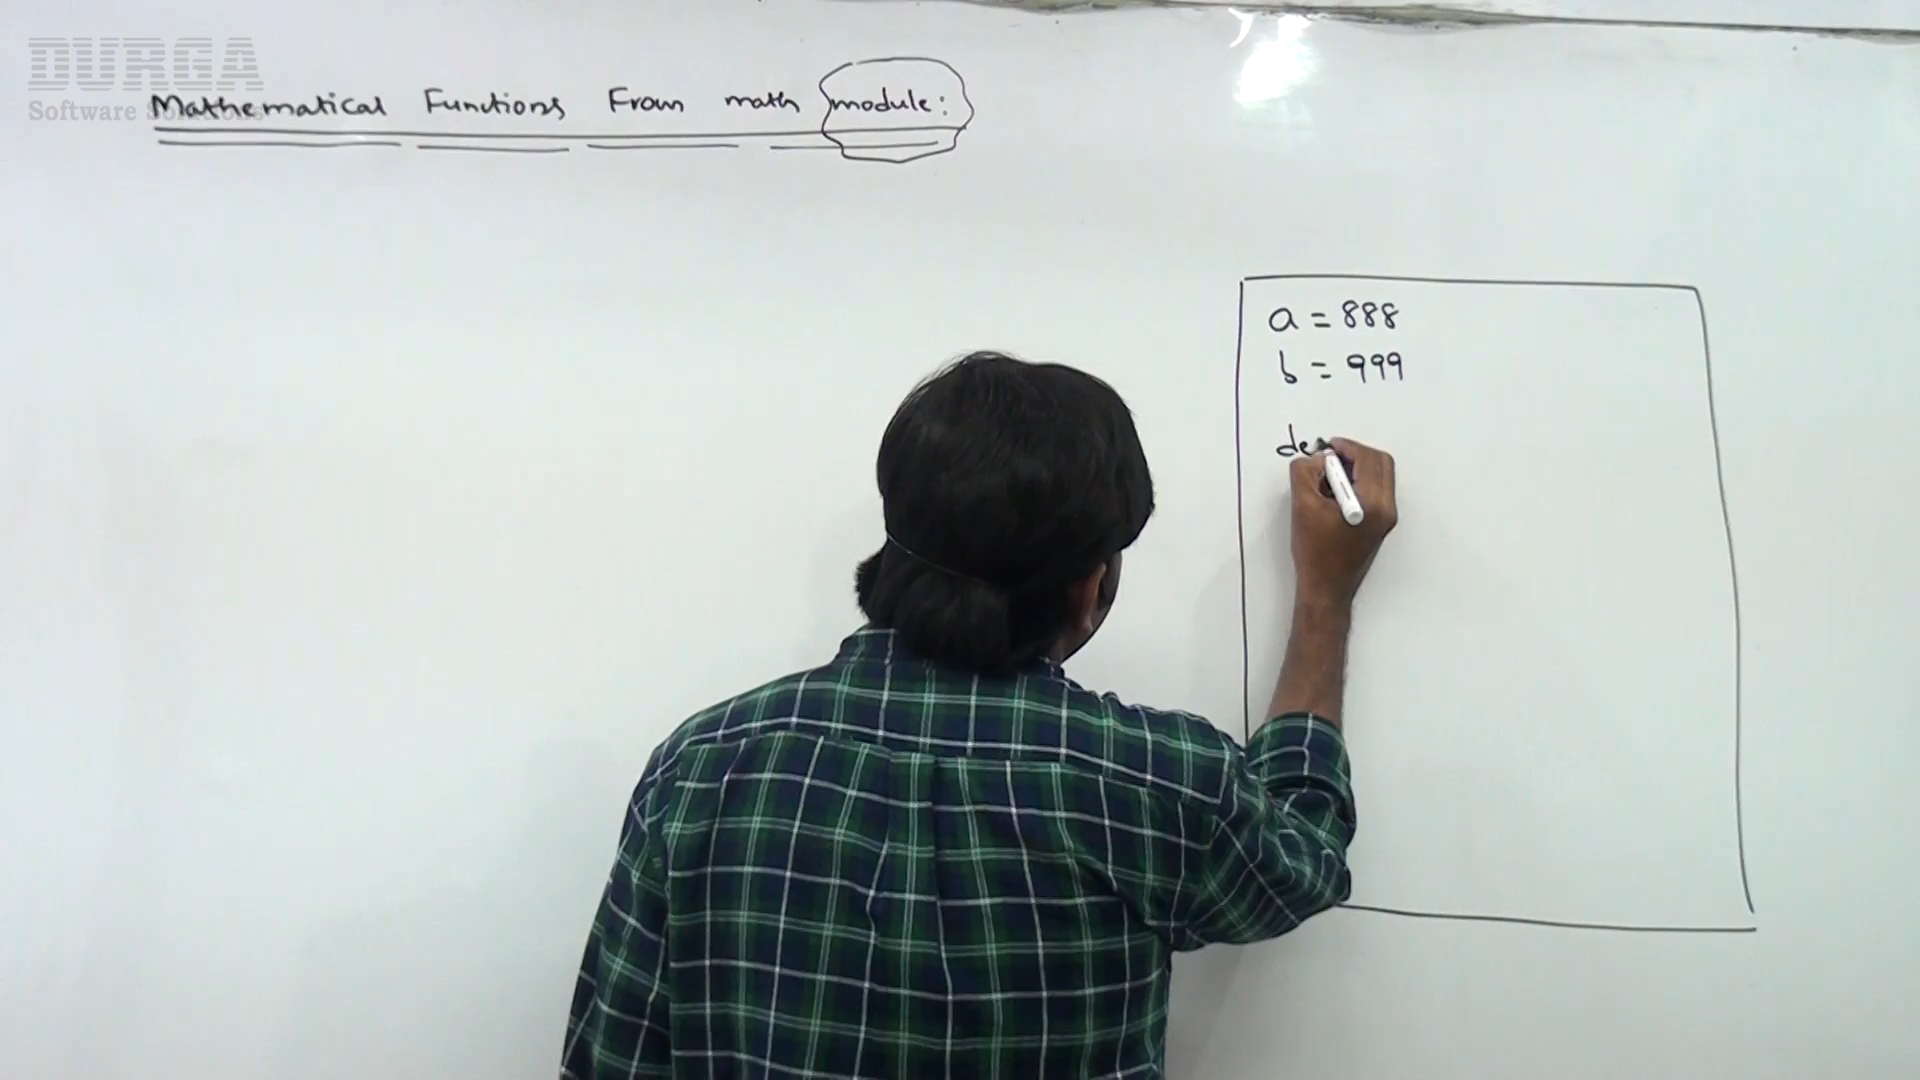 DURGA
Software Solutions
Mathematical Functions From math module:
a = 888
b = 999